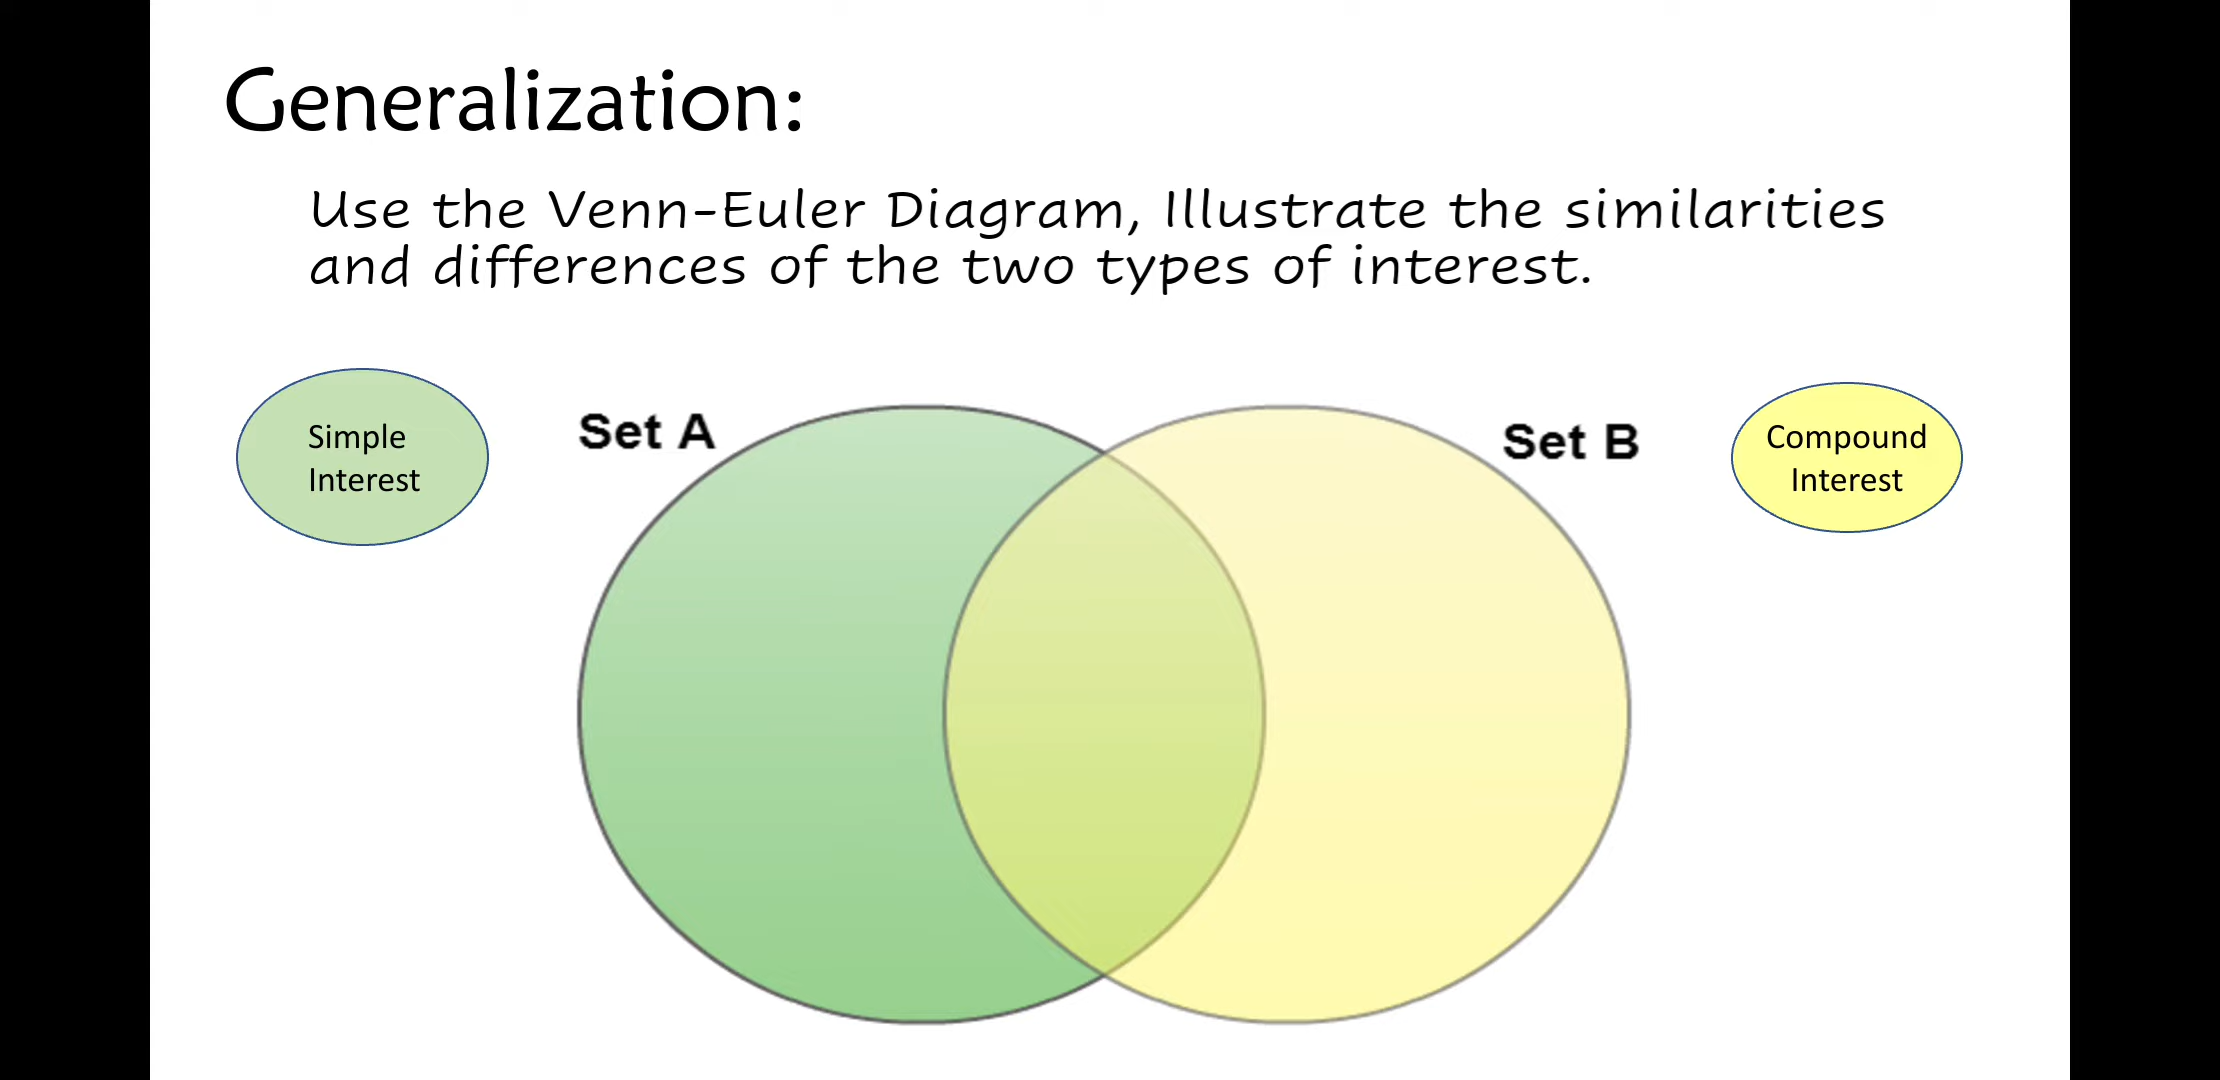 Generalization:
Use the Venn-Euler Diagram, Illustrate the similarities
and differences of the two types of interest.
Simple
Interest
Set A
Set B
Compound
Interest